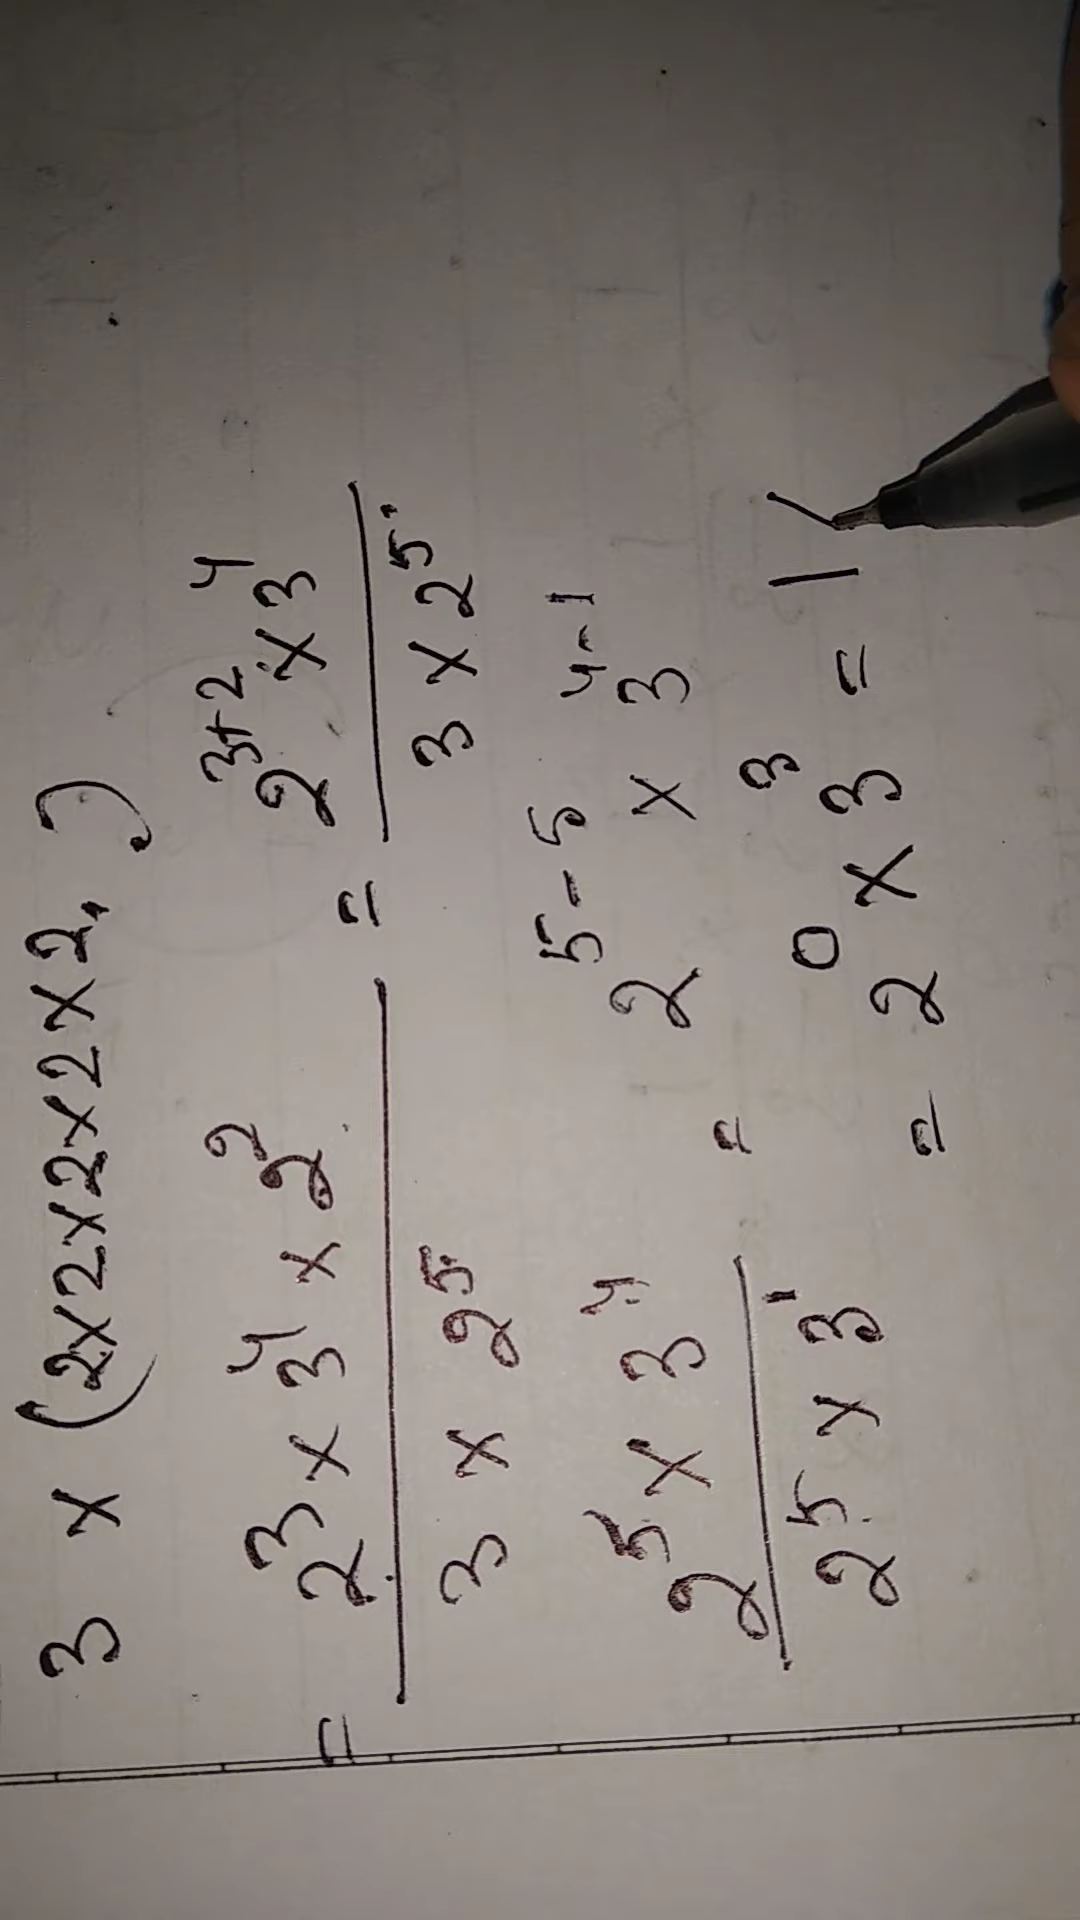 3 × (2×2×2×2×2,)
= 2³ × 3⁴ × 2² / 3 × 2⁵ = 2³⁺² × 3⁴ / 3 × 2⁵
2⁵ × 3⁴ / 2⁵ × 3¹ = 2⁵⁻⁵ × 3⁴⁻¹
= 2⁰ × 3³ = 1